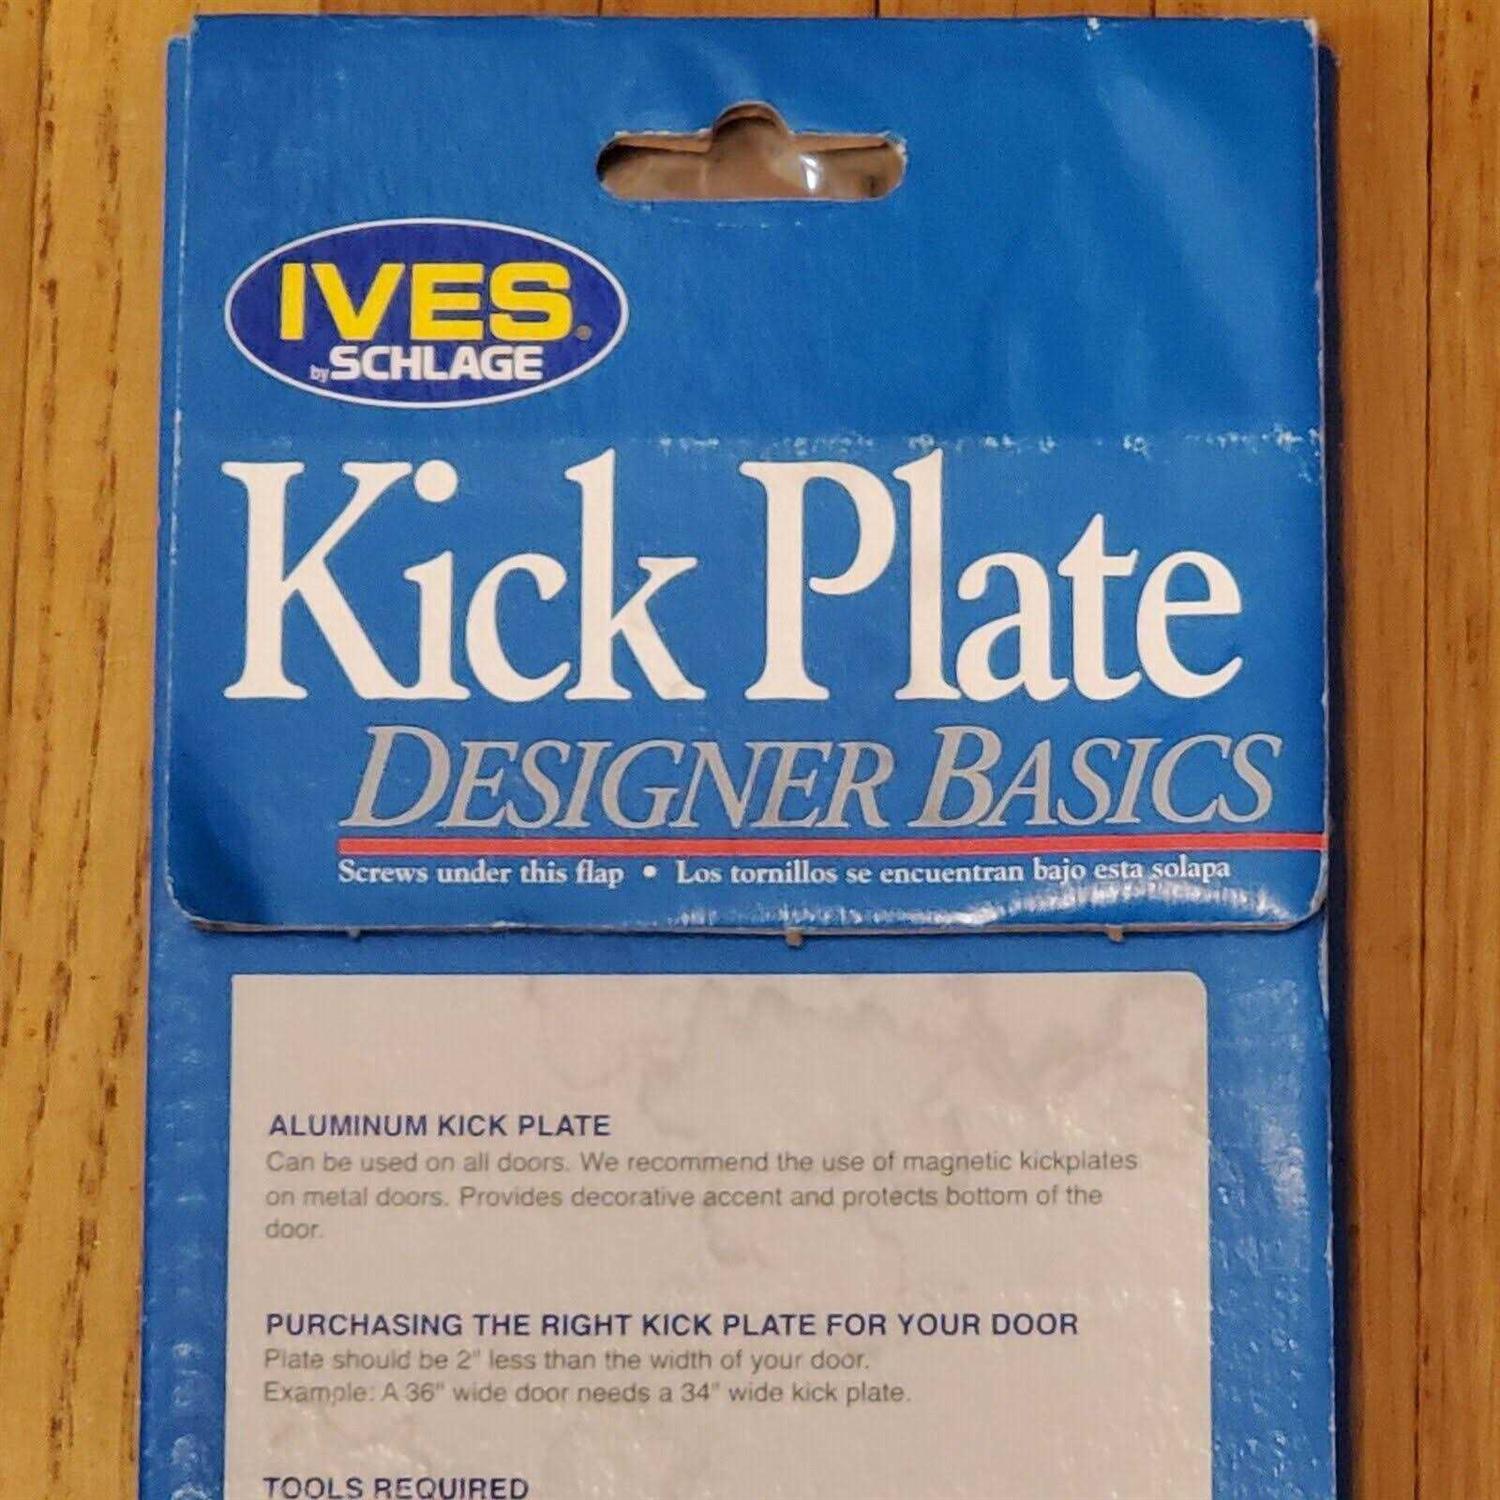 IVES®
by SCHLAGE
Kick Plate
DESIGNER BASICS
Screws under this flap • Los tornillos se encuentran bajo esta solapa
ALUMINUM KICK PLATE
Can be used on all doors. We recommend the use of magnetic kickplates
on metal doors. Provides decorative accent and protects bottom of the
door.
PURCHASING THE RIGHT KICK PLATE FOR YOUR DOOR
Plate should be 2" less than the width of your door.
Example: A 36" wide door needs a 34" wide kick plate.
TOOLS REQUIRED